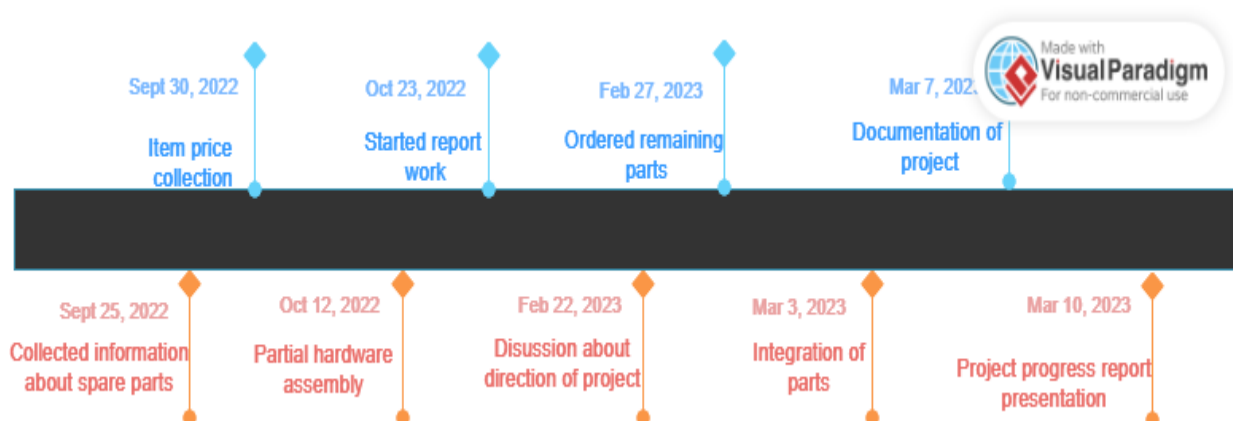 Made with
Visual Paradigm
For non-commercial use
Sept 30, 2022
Item price
collection
Oct 23, 2022
Started report
work
Feb 27, 2023
Ordered remaining
parts
Mar 7, 202
Documentation of
project
Sept 25, 2022
Collected information
about spare parts
Oct 12, 2022
Partial hardware
assembly
Feb 22, 2023
Disussion about
direction of project
Mar 3, 2023
Integration of
parts
Mar 10, 2023
Project progress report
presentation